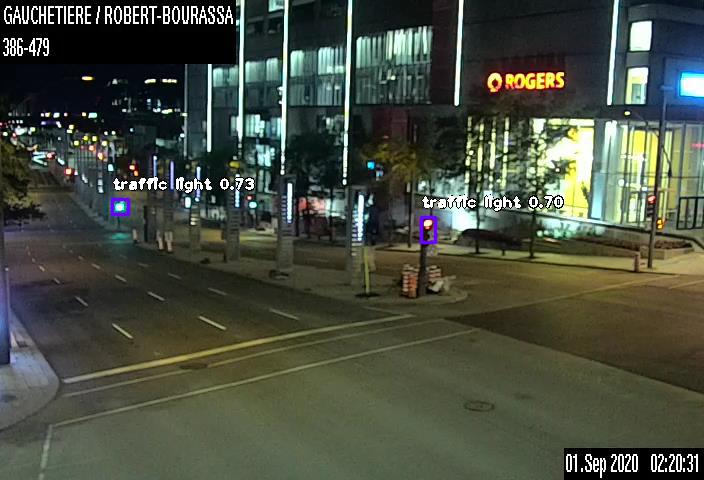 GAUCHETIERE / ROBERT-BOURASSA
386-479
ROGERS
traffic light 0.73
traffic light 0.70
01.Sep 2020 02:20:31